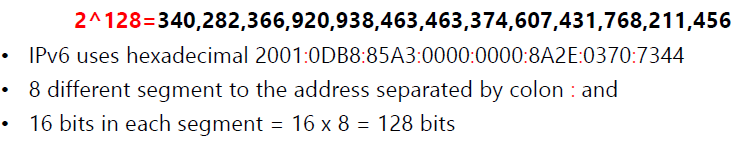 2^128=340,282,366,920,938,463,463,374,607,431,768,211,456
• IPv6 uses hexadecimal 2001:0DB8:85A3:0000:0000:8A2E:0370:7344
• 8 different segment to the address separated by colon : and
• 16 bits in each segment = 16 x 8 = 128 bits